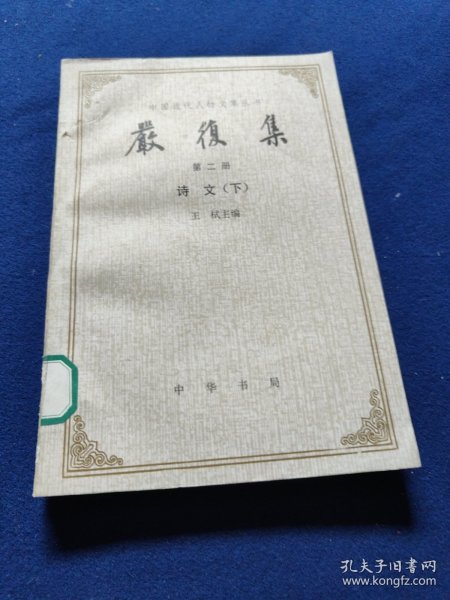 中国近代人物文集丛书
嚴復集
第二册
诗文（下）
王栻主编
中华书局
孔夫子旧书网
www.kongfz.com